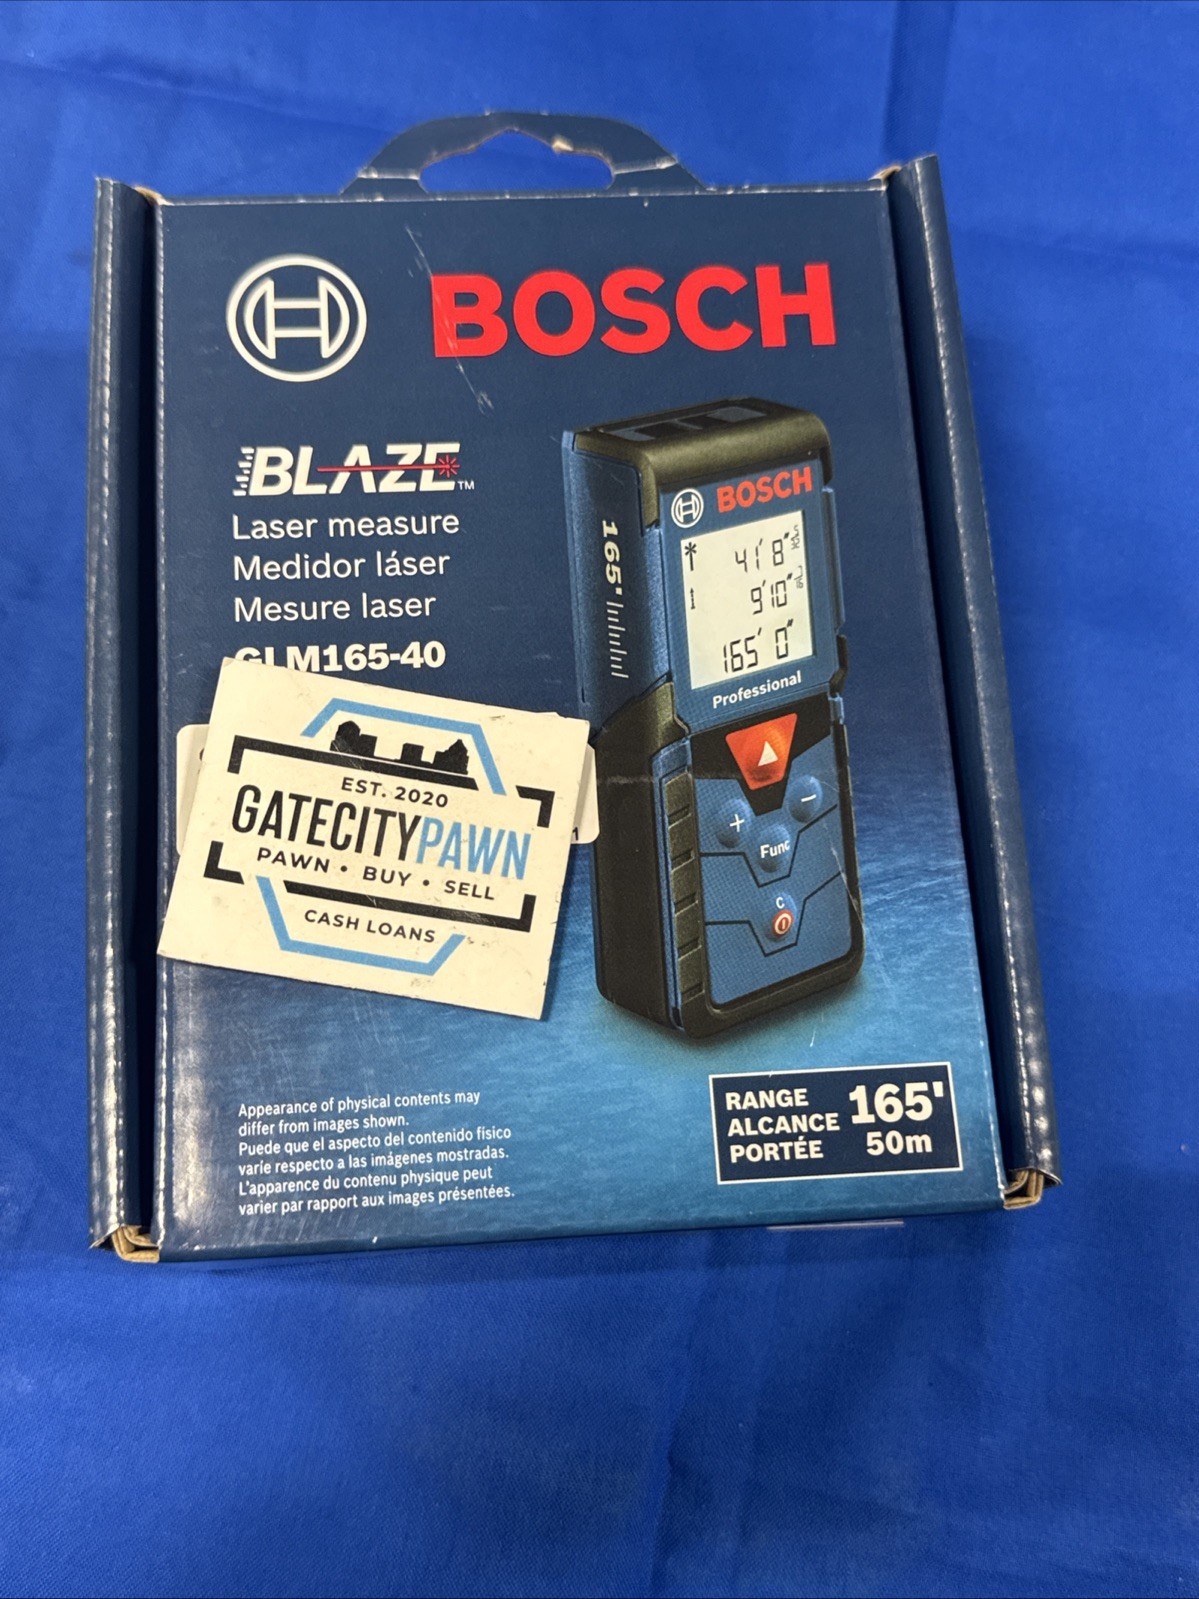 BOSCH
BLAZE™
Laser measure
Medidor láser
Mesure laser
GLM165-40
EST. 2020
GATECITYPAWN
PAWN • BUY • SELL
CASH LOANS
165'
BOSCH
41' 8"
9'10"
165' 0"
Professional
+
−
Func
C
Appearance of physical contents may
differ from images shown.
Puede que el aspecto del contenido físico
varíe respecto a las imágenes mostradas.
L'apparence du contenu physique peut
varier par rapport aux images présentées.
RANGE
ALCANCE
PORTÉE
165'
50m